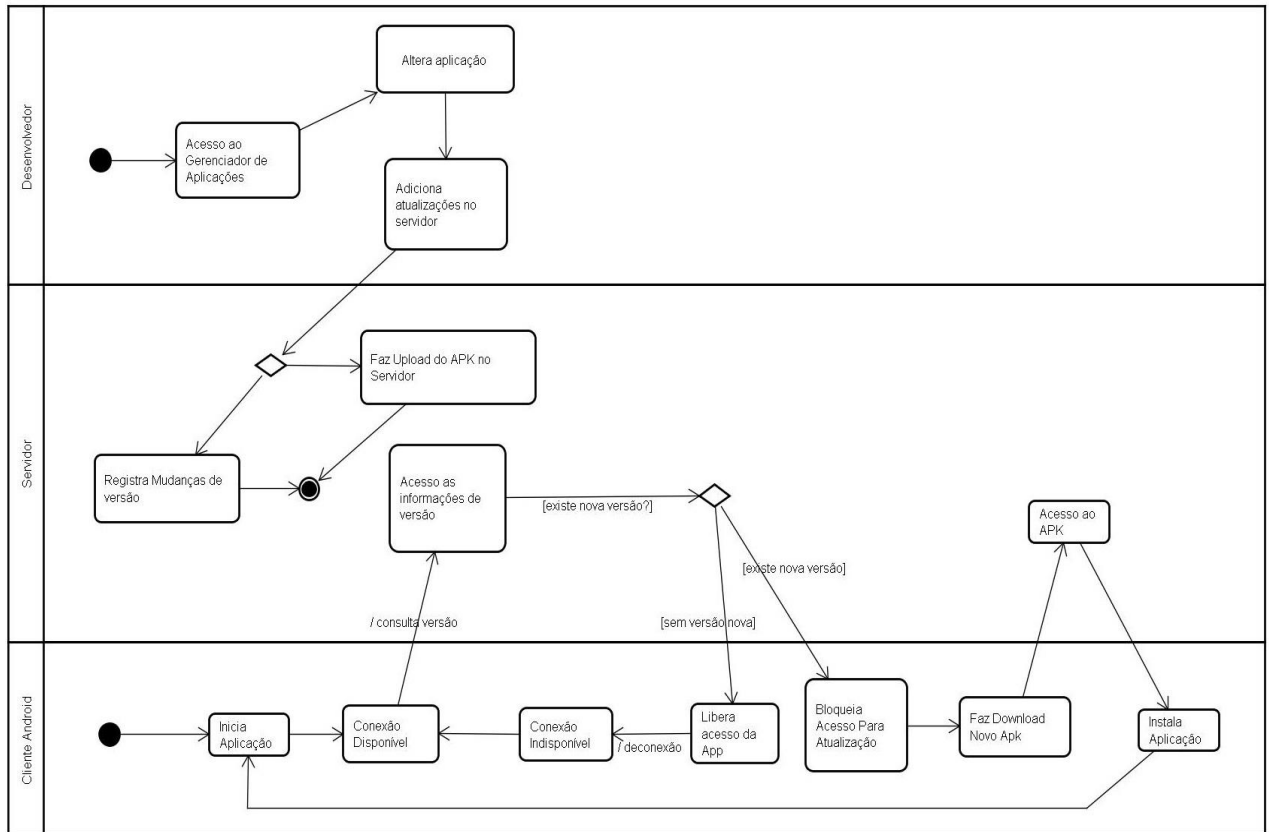 Desenvolvedor
Altera aplicação
Acesso ao
Gerenciador de
Aplicações
Adiciona
atualizações no
servidor
Servidor
Faz Upload do APK no
Servidor
Registra Mudanças de
versão
Acesso as
informações de
versão
[existe nova versão?]
Acesso ao
APK
[existe nova versão]
/ consulta versão
[sem versão nova]
Cliente Android
Inicia
Aplicação
Conexão
Disponível
Conexão
Indisponível
/ deconexão
Libera
acesso da
App
Bloqueia
Acesso Para
Atualização
Faz Download
Novo Apk
Instala
Aplicação